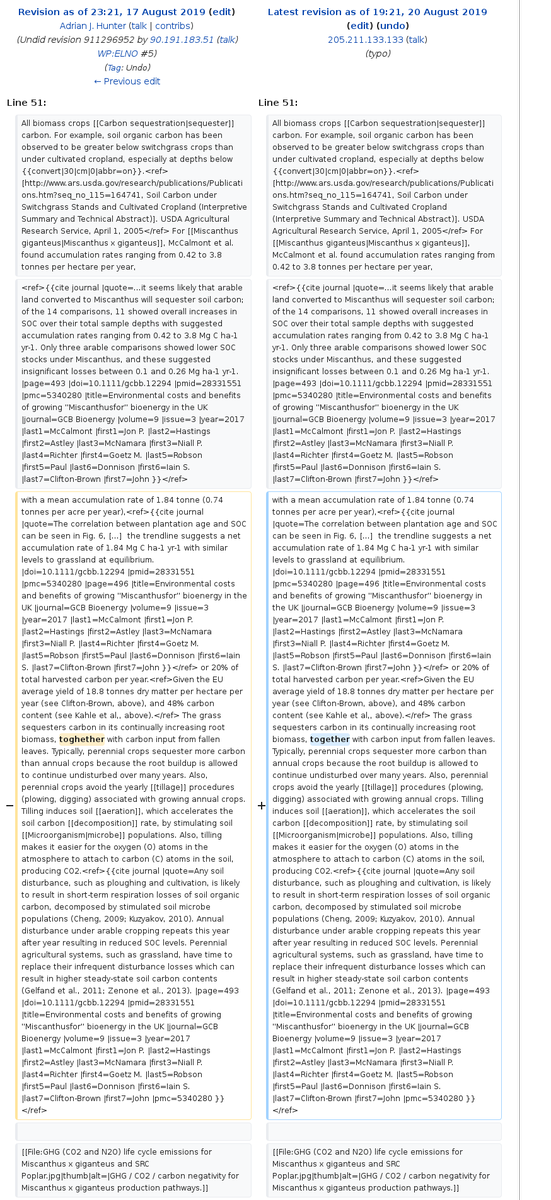 Revision as of 23:21, 17 August 2019 (edit)
Adrian J. Hunter (talk | contribs)
(Undid revision 911296952 by 90.191.183.51 (talk)
WP:ELNO #5)
(Tag: Undo)
← Previous edit
Latest revision as of 19:21, 20 August 2019
(edit) (undo)
205.211.133.133 (talk)
(typo)
Line 51:
All biomass crops [[Carbon sequestration|sequester]]
carbon. For example, soil organic carbon has been
observed to be greater below switchgrass crops than
under cultivated cropland, especially at depths below
{{convert|30|cm|0|abbr=on}}.<ref>
[http://www.ars.usda.gov/research/publications/Publicati
ons.htm?seq_no_115=164741, Soil Carbon under
Switchgrass Stands and Cultivated Cropland (Interpretive
Summary and Technical Abstract)]. USDA Agricultural
Research Service, April 1, 2005</ref> For [[Miscanthus
giganteus|Miscanthus x giganteus]], McCalmont et al.
found accumulation rates ranging from 0.42 to 3.8
tonnes per hectare per year,
<ref>{{cite journal |quote=...it seems likely that arable
land converted to Miscanthus will sequester soil carbon;
of the 14 comparisons, 11 showed overall increases in
SOC over their total sample depths with suggested
accumulation rates ranging from 0.42 to 3.8 Mg C ha-1
yr-1. Only three arable comparisons showed lower SOC
stocks under Miscanthus, and these suggested
insignificant losses between 0.1 and 0.26 Mg ha-1 yr-1.
|page=493 |doi=10.1111/gcbb.12294 |pmid=28331551
|pmc=5340280 |title=Environmental costs and benefits
of growing "Miscanthusfor" bioenergy in the UK
|journal=GCB Bioenergy |volume=9 |issue=3 |year=2017
|last1=McCalmont |first1=Jon P. |last2=Hastings
|first2=Astley |last3=McNamara |first3=Niall P.
|last4=Richter |first4=Goetz M. |last5=Robson
|first5=Paul |last6=Donnison |first6=Iain S.
|last7=Clifton-Brown |first7=John }}</ref>
−
with a mean accumulation rate of 1.84 tonne (0.74
tonnes per acre per year),<ref>{{cite journal
|quote=The correlation between plantation age and SOC
can be seen in Fig. 6, [...]  the trendline suggests a net
accumulation rate of 1.84 Mg C ha-1 yr-1 with similar
levels to grassland at equilibrium.
|doi=10.1111/gcbb.12294 |pmid=28331551
|pmc=5340280 |page=496 |title=Environmental costs
and benefits of growing "Miscanthusfor" bioenergy in the
UK |journal=GCB Bioenergy |volume=9 |issue=3
|year=2017 |last1=McCalmont |first1=Jon P.
|last2=Hastings |first2=Astley |last3=McNamara
|first3=Niall P. |last4=Richter |first4=Goetz M.
|last5=Robson |first5=Paul |last6=Donnison |first6=Iain
S. |last7=Clifton-Brown |first7=John }}</ref> or 20% of
total harvested carbon per year.<ref>Given the EU
average yield of 18.8 tonnes dry matter per hectare per
year (see Clifton-Brown, above), and 48% carbon
content (see Kahle et al,, above).</ref> The grass
sequesters carbon in its continually increasing root
biomass, toghether with carbon input from fallen
leaves. Typically, perennial crops sequester more carbon
than annual crops because the root buildup is allowed
to continue undisturbed over many years. Also,
perennial crops avoid the yearly [[tillage]] procedures
(plowing, digging) associated with growing annual crops.
Tilling induces soil [[aeration]], which accelerates the
soil carbon [[decomposition]] rate, by stimulating soil
[[Microorganism|microbe]] populations. Also, tilling
makes it easier for the oxygen (O) atoms in the
atmosphere to attach to carbon (C) atoms in the soil,
producing CO2.<ref>{{cite journal |quote=Any soil
disturbance, such as ploughing and cultivation, is likely
to result in short-term respiration losses of soil organic
carbon, decomposed by stimulated soil microbe
populations (Cheng, 2009; Kuzyakov, 2010). Annual
disturbance under arable cropping repeats this year
after year resulting in reduced SOC levels. Perennial
agricultural systems, such as grassland, have time to
replace their infrequent disturbance losses which can
result in higher steady-state soil carbon contents
(Gelfand et al., 2011; Zenone et al., 2013). |page=493
|doi=10.1111/gcbb.12294 |pmid=28331551
|title=Environmental costs and benefits of growing
"Miscanthusfor" bioenergy in the UK |journal=GCB
Bioenergy |volume=9 |issue=3 |year=2017
|last1=McCalmont |first1=Jon P. |last2=Hastings
|first2=Astley |last3=McNamara |first3=Niall P.
|last4=Richter |first4=Goetz M. |last5=Robson
|first5=Paul |last6=Donnison |first6=Iain S.
|last7=Clifton-Brown |first7=John |pmc=5340280 }}
</ref>
[[File:GHG (CO2 and N2O) life cycle emissions for
Miscanthus x giganteus and SRC
Poplar.jpg|thumb|alt=|GHG / CO2 / carbon negativity for
Miscanthus x giganteus production pathways.]]
Line 51:
All biomass crops [[Carbon sequestration|sequester]]
carbon. For example, soil organic carbon has been
observed to be greater below switchgrass crops than
under cultivated cropland, especially at depths below
{{convert|30|cm|0|abbr=on}}.<ref>
[http://www.ars.usda.gov/research/publications/Publicati
ons.htm?seq_no_115=164741, Soil Carbon under
Switchgrass Stands and Cultivated Cropland
(Interpretive Summary and Technical Abstract)]. USDA
Agricultural Research Service, April 1, 2005</ref> For
[[Miscanthus giganteus|Miscanthus x giganteus]],
McCalmont et al. found accumulation rates ranging from
0.42 to 3.8 tonnes per hectare per year,
<ref>{{cite journal |quote=...it seems likely that arable
land converted to Miscanthus will sequester soil carbon;
of the 14 comparisons, 11 showed overall increases in
SOC over their total sample depths with suggested
accumulation rates ranging from 0.42 to 3.8 Mg C ha-1
yr-1. Only three arable comparisons showed lower SOC
stocks under Miscanthus, and these suggested
insignificant losses between 0.1 and 0.26 Mg ha-1 yr-1.
|page=493 |doi=10.1111/gcbb.12294 |pmid=28331551
|pmc=5340280 |title=Environmental costs and benefits
of growing "Miscanthusfor" bioenergy in the UK
|journal=GCB Bioenergy |volume=9 |issue=3 |year=2017
|last1=McCalmont |first1=Jon P. |last2=Hastings
|first2=Astley |last3=McNamara |first3=Niall P.
|last4=Richter |first4=Goetz M. |last5=Robson
|first5=Paul |last6=Donnison |first6=Iain S.
|last7=Clifton-Brown |first7=John }}</ref>
+
with a mean accumulation rate of 1.84 tonne (0.74
tonnes per acre per year),<ref>{{cite journal
|quote=The correlation between plantation age and SOC
can be seen in Fig. 6, [...]  the trendline suggests a net
accumulation rate of 1.84 Mg C ha-1 yr-1 with similar
levels to grassland at equilibrium.
|doi=10.1111/gcbb.12294 |pmid=28331551
|pmc=5340280 |page=496 |title=Environmental costs
and benefits of growing "Miscanthusfor" bioenergy in
the UK |journal=GCB Bioenergy |volume=9 |issue=3
|year=2017 |last1=McCalmont |first1=Jon P.
|last2=Hastings |first2=Astley |last3=McNamara
|first3=Niall P. |last4=Richter |first4=Goetz M.
|last5=Robson |first5=Paul |last6=Donnison |first6=Iain
S. |last7=Clifton-Brown |first7=John }}</ref> or 20% of
total harvested carbon per year.<ref>Given the EU
average yield of 18.8 tonnes dry matter per hectare per
year (see Clifton-Brown, above), and 48% carbon
content (see Kahle et al,, above).</ref> The grass
sequesters carbon in its continually increasing root
biomass, together with carbon input from fallen leaves.
Typically, perennial crops sequester more carbon than
annual crops because the root buildup is allowed to
continue undisturbed over many years. Also, perennial
crops avoid the yearly [[tillage]] procedures (plowing,
digging) associated with growing annual crops. Tilling
induces soil [[aeration]], which accelerates the soil
carbon [[decomposition]] rate, by stimulating soil
[[Microorganism|microbe]] populations. Also, tilling
makes it easier for the oxygen (O) atoms in the
atmosphere to attach to carbon (C) atoms in the soil,
producing CO2.<ref>{{cite journal |quote=Any soil
disturbance, such as ploughing and cultivation, is likely
to result in short-term respiration losses of soil organic
carbon, decomposed by stimulated soil microbe
populations (Cheng, 2009; Kuzyakov, 2010). Annual
disturbance under arable cropping repeats this year
after year resulting in reduced SOC levels. Perennial
agricultural systems, such as grassland, have time to
replace their infrequent disturbance losses which can
result in higher steady-state soil carbon contents
(Gelfand et al., 2011; Zenone et al., 2013). |page=493
|doi=10.1111/gcbb.12294 |pmid=28331551
|title=Environmental costs and benefits of growing
"Miscanthusfor" bioenergy in the UK |journal=GCB
Bioenergy |volume=9 |issue=3 |year=2017
|last1=McCalmont |first1=Jon P. |last2=Hastings
|first2=Astley |last3=McNamara |first3=Niall P.
|last4=Richter |first4=Goetz M. |last5=Robson
|first5=Paul |last6=Donnison |first6=Iain S.
|last7=Clifton-Brown |first7=John |pmc=5340280 }}
</ref>
[[File:GHG (CO2 and N2O) life cycle emissions for
Miscanthus x giganteus and SRC
Poplar.jpg|thumb|alt=|GHG / CO2 / carbon negativity for
Miscanthus x giganteus production pathways.]]